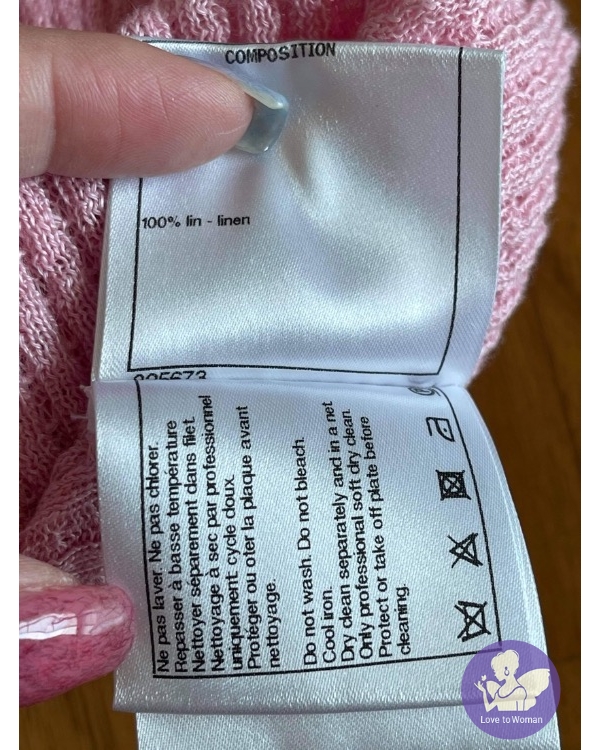 COMPOSITION
100% lin - linen
Ne pas laver. Ne pas chlorer.
Repasser à basse température
Nettoyer séparement dans filet.
Nettoyage à sec par professionnel
uniquement cycle doux.
Protéger ou oter la plaque avant
nettoyage.
Do not wash. Do not bleach.
Cool iron.
Dry clean separately and in a net
Only professional soft dry clean.
Protect or take off plate before
cleaning.
Love to Woman